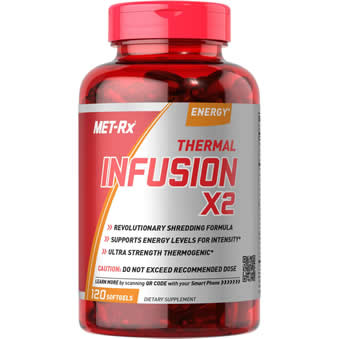 ENERGY*
MET-Rx®
THERMAL
INFUSION
X2
REVOLUTIONARY SHREDDING FORMULA
SUPPORTS ENERGY LEVELS FOR INTENSITY*
ULTRA STRENGTH THERMOGENIC*
CAUTION: DO NOT EXCEED RECOMMENDED DOSE
LEARN MORE by scanning QR CODE with your Smart Phone
120 SOFTGELS
DIETARY SUPPLEMENT